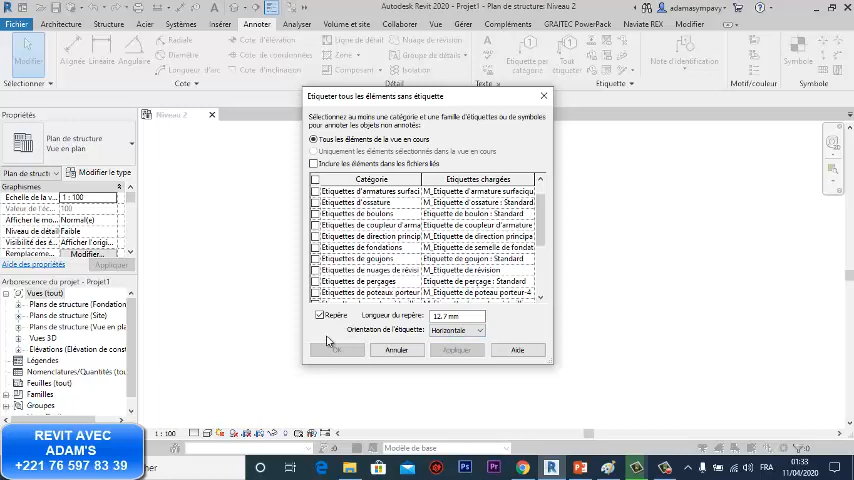 Autodesk Revit 2020 - Projet1 - Plan de structure: Niveau 2
adamasympavy
Fichier Architecture Structure Acier Systèmes Insérer Annoter Analyser Volume et site Collaborer Vue Gérer Compléments GRAITEC PowerPack Naviate REX Modifier
Modifier
Alignée Linéaire Angulaire
Radiale
Diamètre
Longueur d'arc
Cote d'élévation
Cote de coordonnées
Ligne de détail
Zone
Composant
Nuage de révision
Groupe de détails
Etiquette par catégorie
Tout étiqueter
Note d'identification
Symbole
Sélectionner Cote Détail Etiquette Motif/couleur Symbole
Propriétés
Plan de structure
Vue en plan
Plan de struct Modifier le type
Graphismes
Echelle de la v... 1 : 100
Valeur de l'éc... 100
Afficher le mo... Normal(e)
Niveau de détail Faible
Visibilité des é... Afficher l'origi...
Remplaceme... Modifier...
Aide des propriétés Appliquer
Arborescence du projet - Projet1
Vues (tout)
Plans de structure (Fondation
Plans de structure (Site)
Plans de structure (Vue en plan
Vues 3D
Elévations (Elévation de const
Légendes
Nomenclatures/Quantités (tout)
Feuilles (tout)
Familles
Groupes
Niveau 2
Etiqueter tous les éléments sans étiquette
Sélectionnez au moins une catégorie et une famille d'étiquettes ou de symboles
pour annoter les objets non annotés:
Tous les éléments de la vue en cours
Uniquement les éléments sélectionnés dans la vue en cours
Inclure les éléments dans les fichiers liés
Catégorie Etiquettes chargées
Etiquettes d'armatures surfaci M_Etiquette d'armature surfaciqu
Etiquettes d'ossature M_Etiquette d'ossature : Standard
Etiquettes de boulons Etiquette de boulon : Standard
Etiquettes de coupleur d'arma Etiquette de coupleur d'armature
Etiquettes de direction princip M_Etiquette de direction principa
Etiquettes de fondations M_Etiquette de semelle de fondat
Etiquettes de goujons Etiquette de goujon : Standard
Etiquettes de nuages de révisi M_Etiquette de révision
Etiquettes de perçages Etiquette de perçage : Standard
Etiquettes de poteaux porteur M_Etiquette de poteau porteur-4
Repère Longueur du repère: 12.7 mm
Orientation de l'étiquette: Horizontale
OK Annuler Appliquer Aide
1 : 100
Modèle de base
:0
REVIT AVEC
ADAM'S
+221 76 597 83 39
hercher
FRA
01:33
11/04/2020